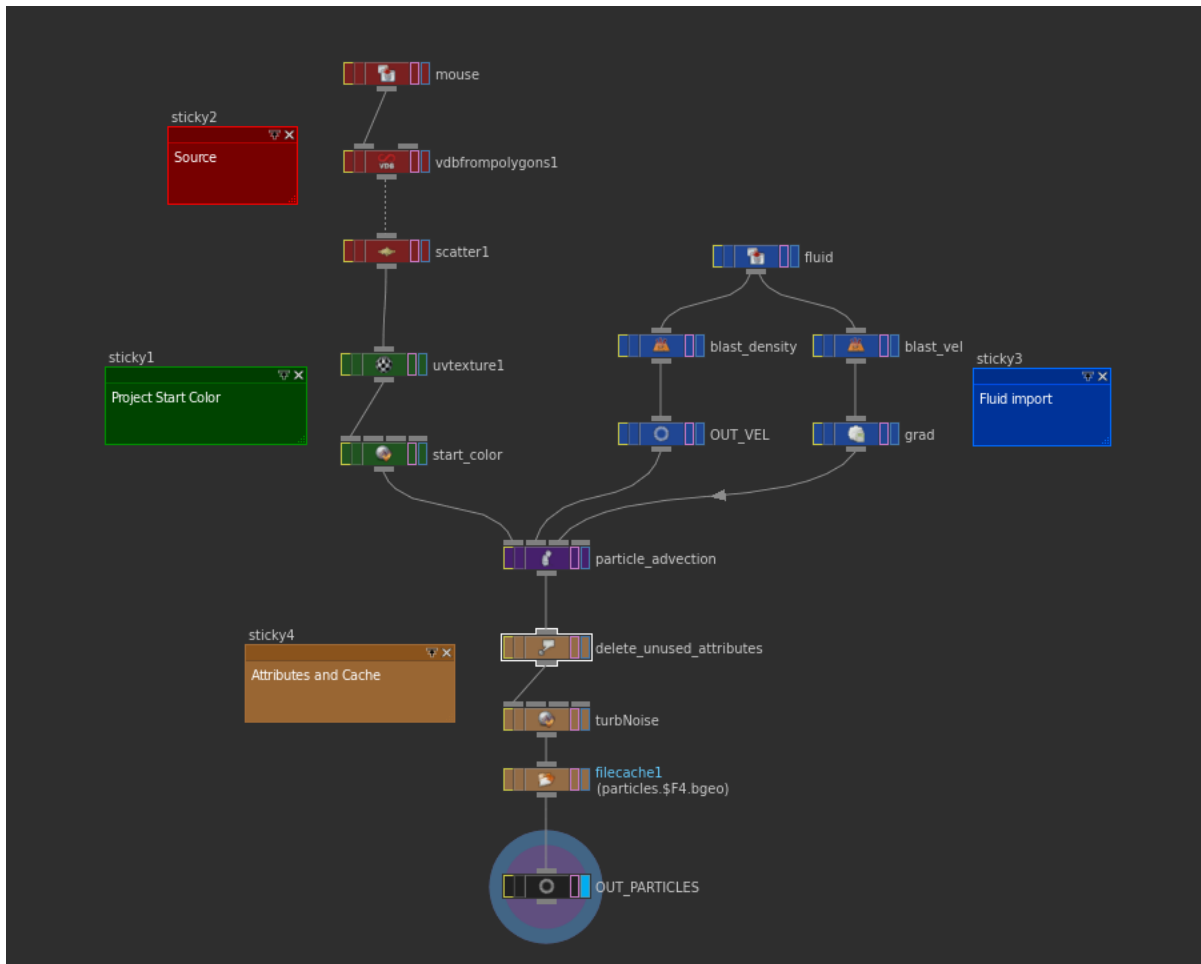 mouse
sticky2
Source
vdbfrompolygons1
VDB
scatter1
fluid
sticky1
Project Start Color
uvtexture1
start_color
blast_density
blast_vel
sticky3
Fluid import
OUT_VEL
grad
particle_advection
sticky4
Attributes and Cache
delete_unused_attributes
turbNoise
filecache1
(particles.$F4.bgeo)
OUT_PARTICLES